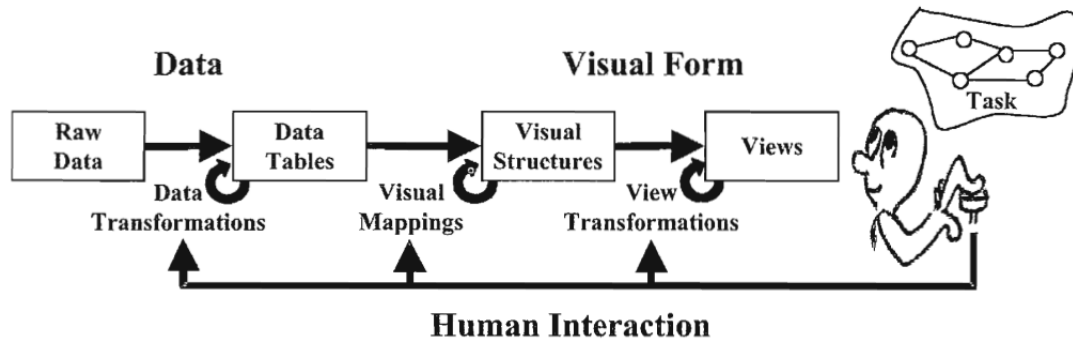 Data
Visual Form
Task
Raw
Data
Data
Tables
Visual
Structures
Views
Data
Transformations
Visual
Mappings
View
Transformations
Human Interaction